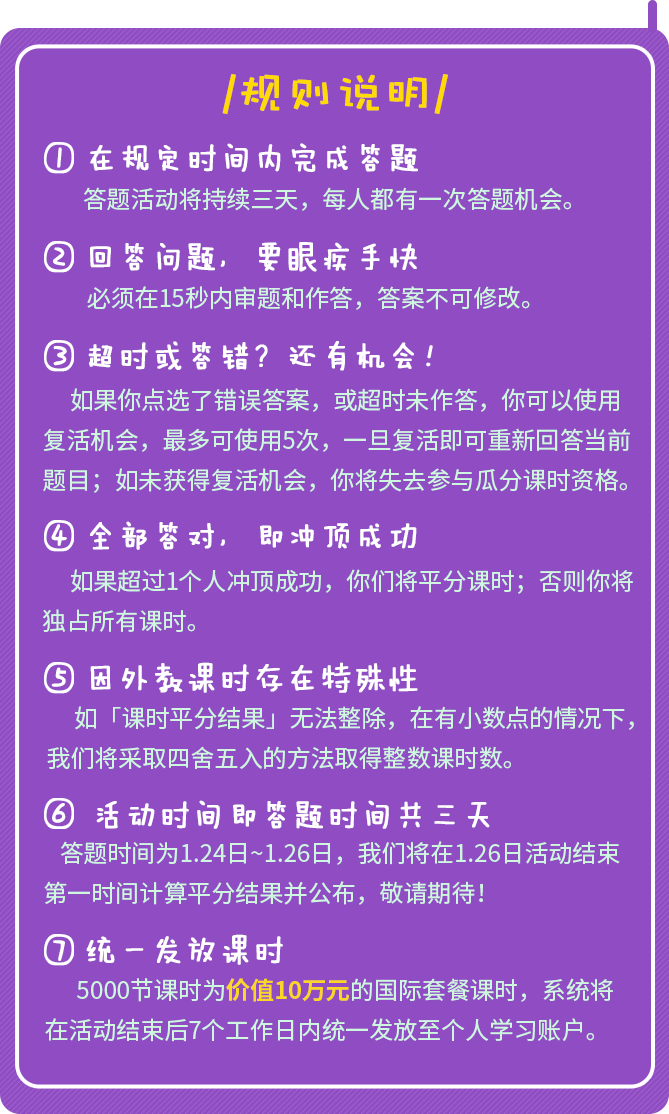 /规则说明/
① 在规定时间内完成答题
答题活动将持续三天，每人都有一次答题机会。
② 回答问题，要眼疾手快
必须在15秒内审题和作答，答案不可修改。
③ 超时或答错？还有机会！
如果你点选了错误答案，或超时未作答，你可以使用
复活机会，最多可使用5次，一旦复活即可重新回答当前
题目；如未获得复活机会，你将失去参与瓜分课时资格。
④ 全部答对，即冲顶成功
如果超过1个人冲顶成功，你们将平分课时；否则你将
独占所有课时。
⑤ 因外教课时存在特殊性
如「课时平分结果」无法整除，在有小数点的情况下，
我们将采取四舍五入的方法取得整数课时数。
⑥ 活动时间即答题时间共三天
答题时间为1.24日~1.26日，我们将在1.26日活动结束
第一时间计算平分结果并公布，敬请期待！
⑦ 统一发放课时
5000节课时为价值10万元的国际套餐课时，系统将
在活动结束后7个工作日内统一发放至个人学习账户。